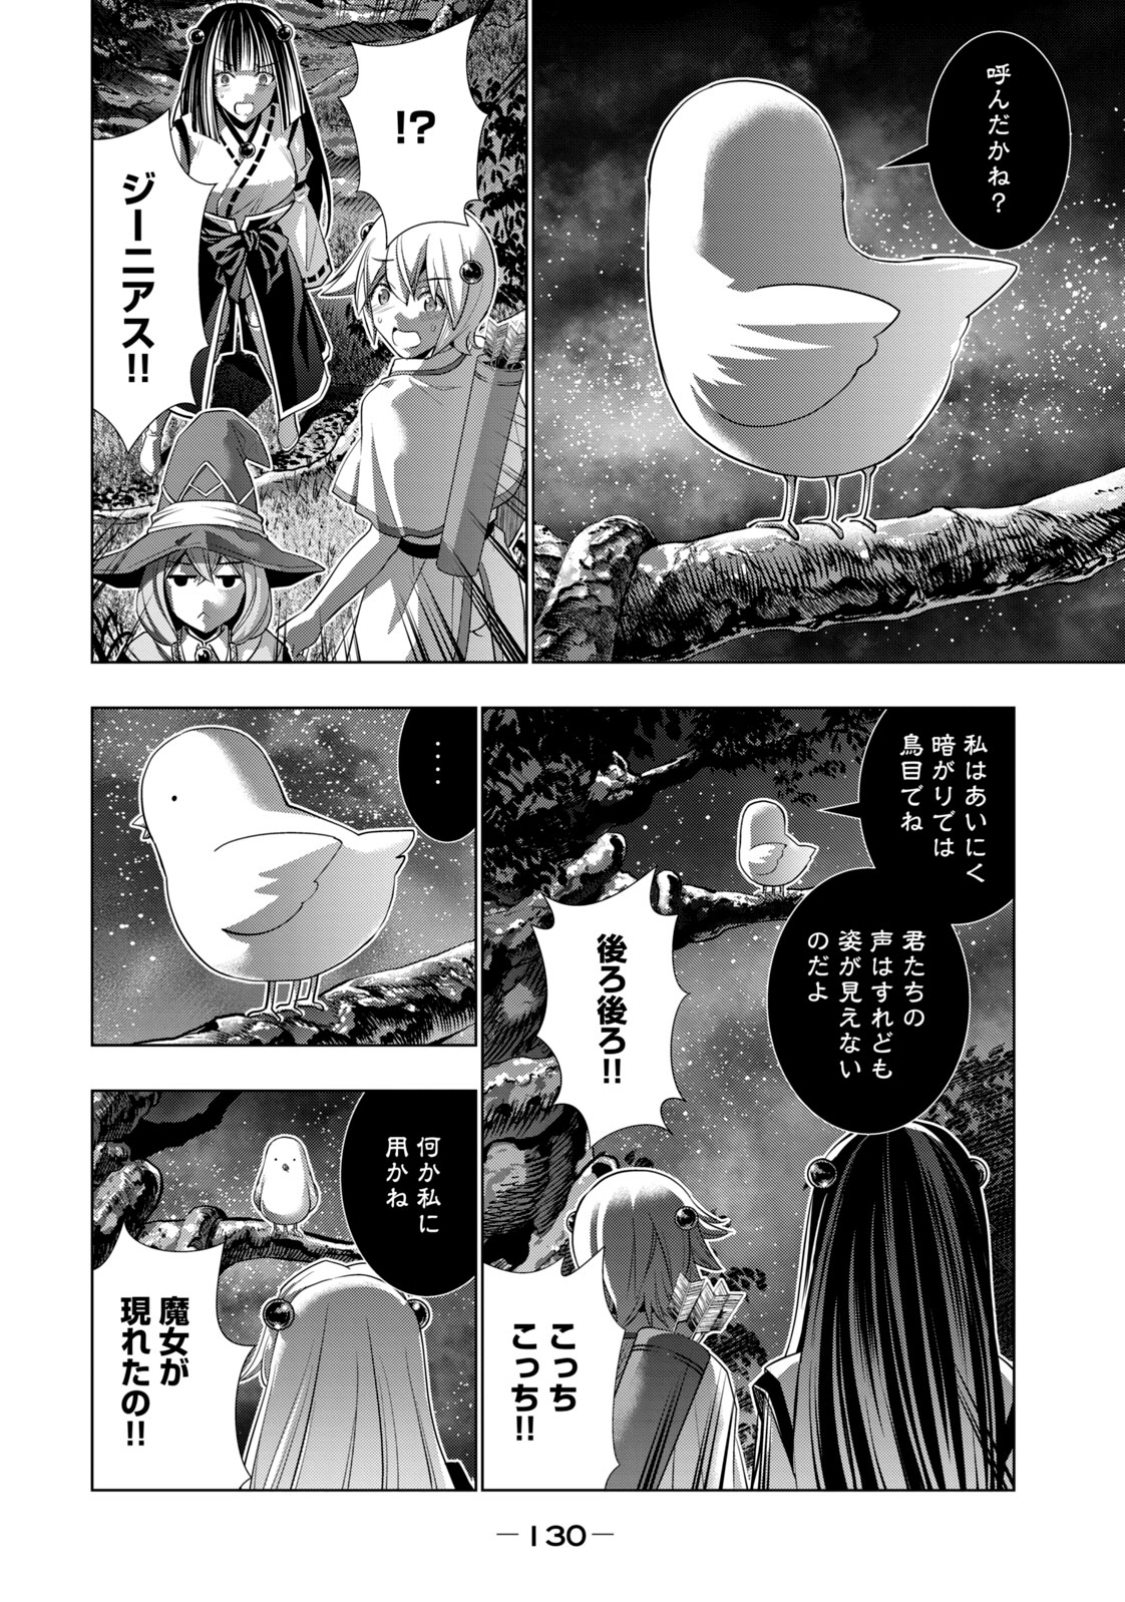 呼んだかね？
!?
ジーニアス!!
私はあいにく
暗がりでは
鳥目でね
君たちの
声はすれども
姿が見えない
のだよ
後ろ後ろ!!
こっち
こっち!!
・・・
何か私に
用かね
魔女が
現れたの!!
—130—